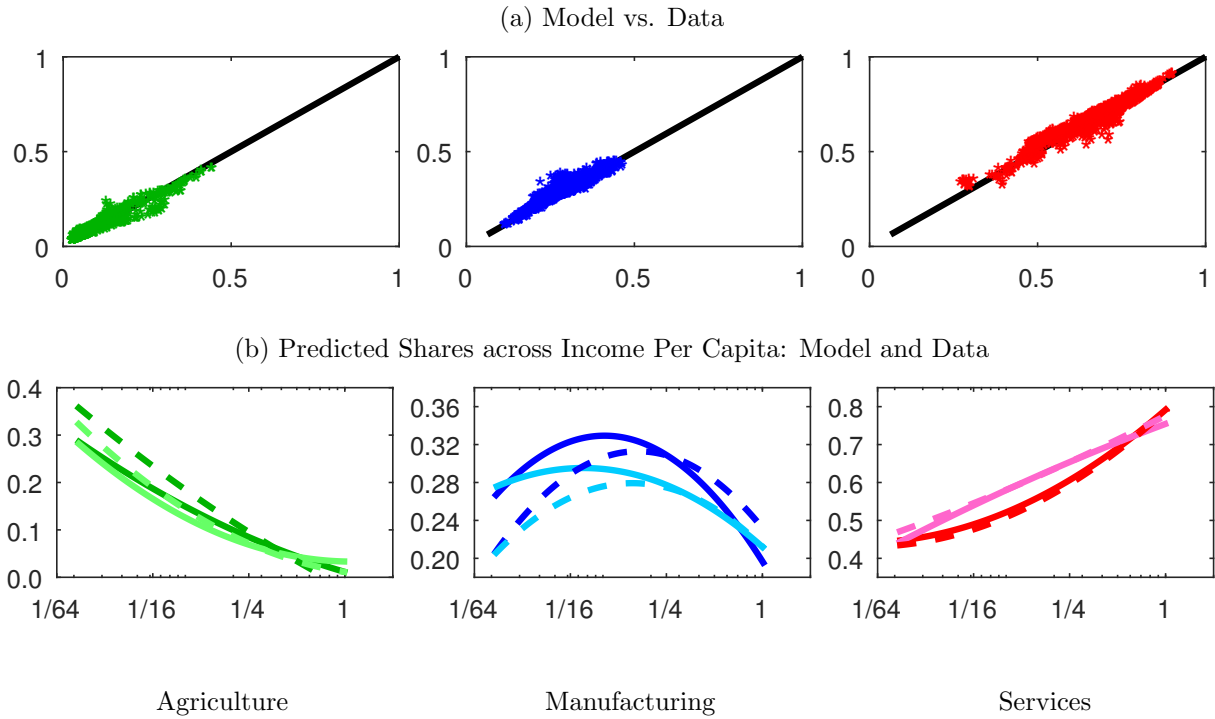 (a) Model vs. Data
1 1 1
0.5 0.5 0.5
0 0 0
0 0.5 1 0 0.5 1 0 0.5 1
(b) Predicted Shares across Income Per Capita: Model and Data
0.4 0.36 0.8
0.3 0.32 0.7
0.2 0.28 0.6
0.1 0.24 0.5
0.0 0.20 0.4
1/64 1/16 1/4 1 1/64 1/16 1/4 1 1/64 1/16 1/4 1
Agriculture Manufacturing Services